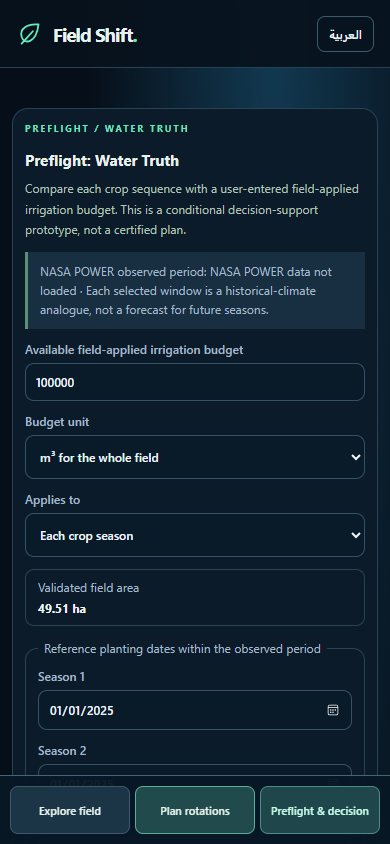 Field Shift.
العربية
PREFLIGHT / WATER TRUTH
Preflight: Water Truth
Compare each crop sequence with a user-entered field-applied
irrigation budget. This is a conditional decision-support
prototype, not a certified plan.
NASA POWER observed period: NASA POWER data not
loaded · Each selected window is a historical-climate
analogue, not a forecast for future seasons.
Available field-applied irrigation budget
100000
Budget unit
m³ for the whole field
Applies to
Each crop season
Validated field area
49.51 ha
Reference planting dates within the observed period
Season 1
01/01/2025
Season 2
Explore field
Plan rotations
Preflight & decision